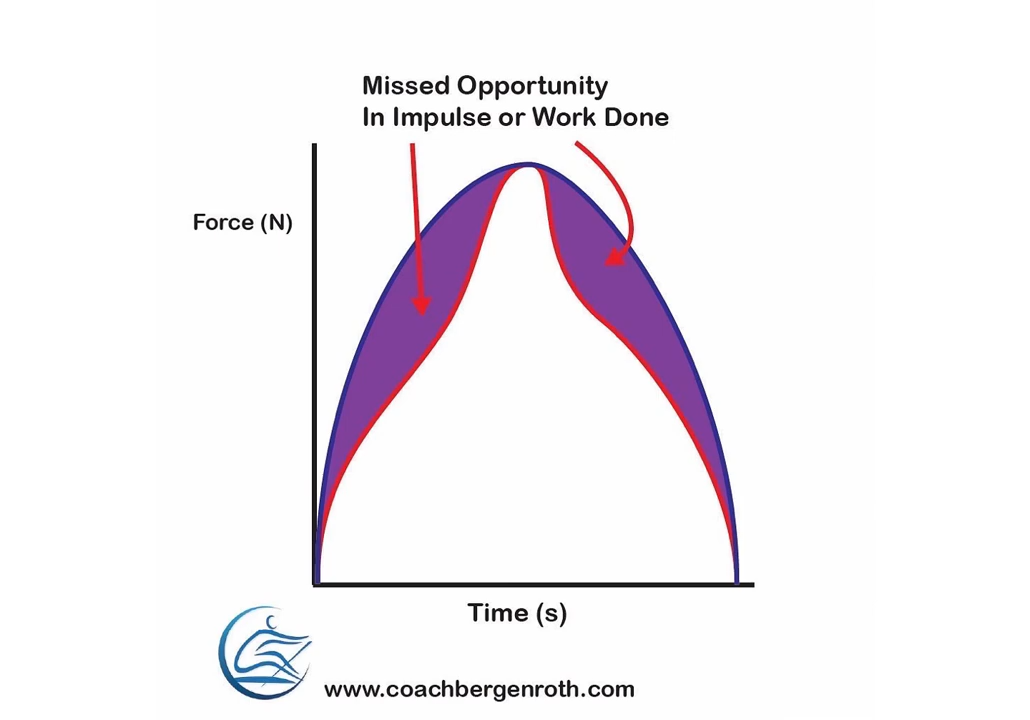 Missed Opportunity
In Impulse or Work Done
Force (N)
Time (s)
www.coachbergenroth.com